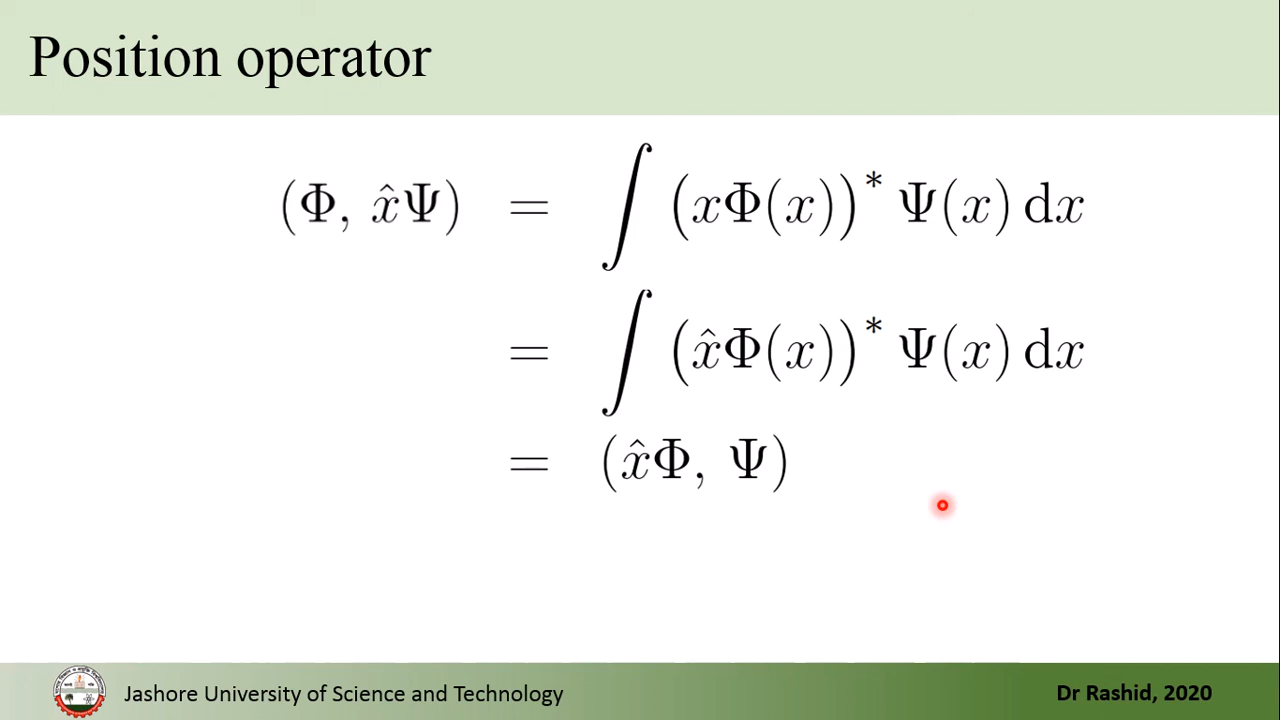 Position operator
(Φ, x̂Ψ) = ∫ (xΦ(x))* Ψ(x) dx
= ∫ (x̂Φ(x))* Ψ(x) dx
= (x̂Φ, Ψ)
Jashore University of Science and Technology
Dr Rashid, 2020